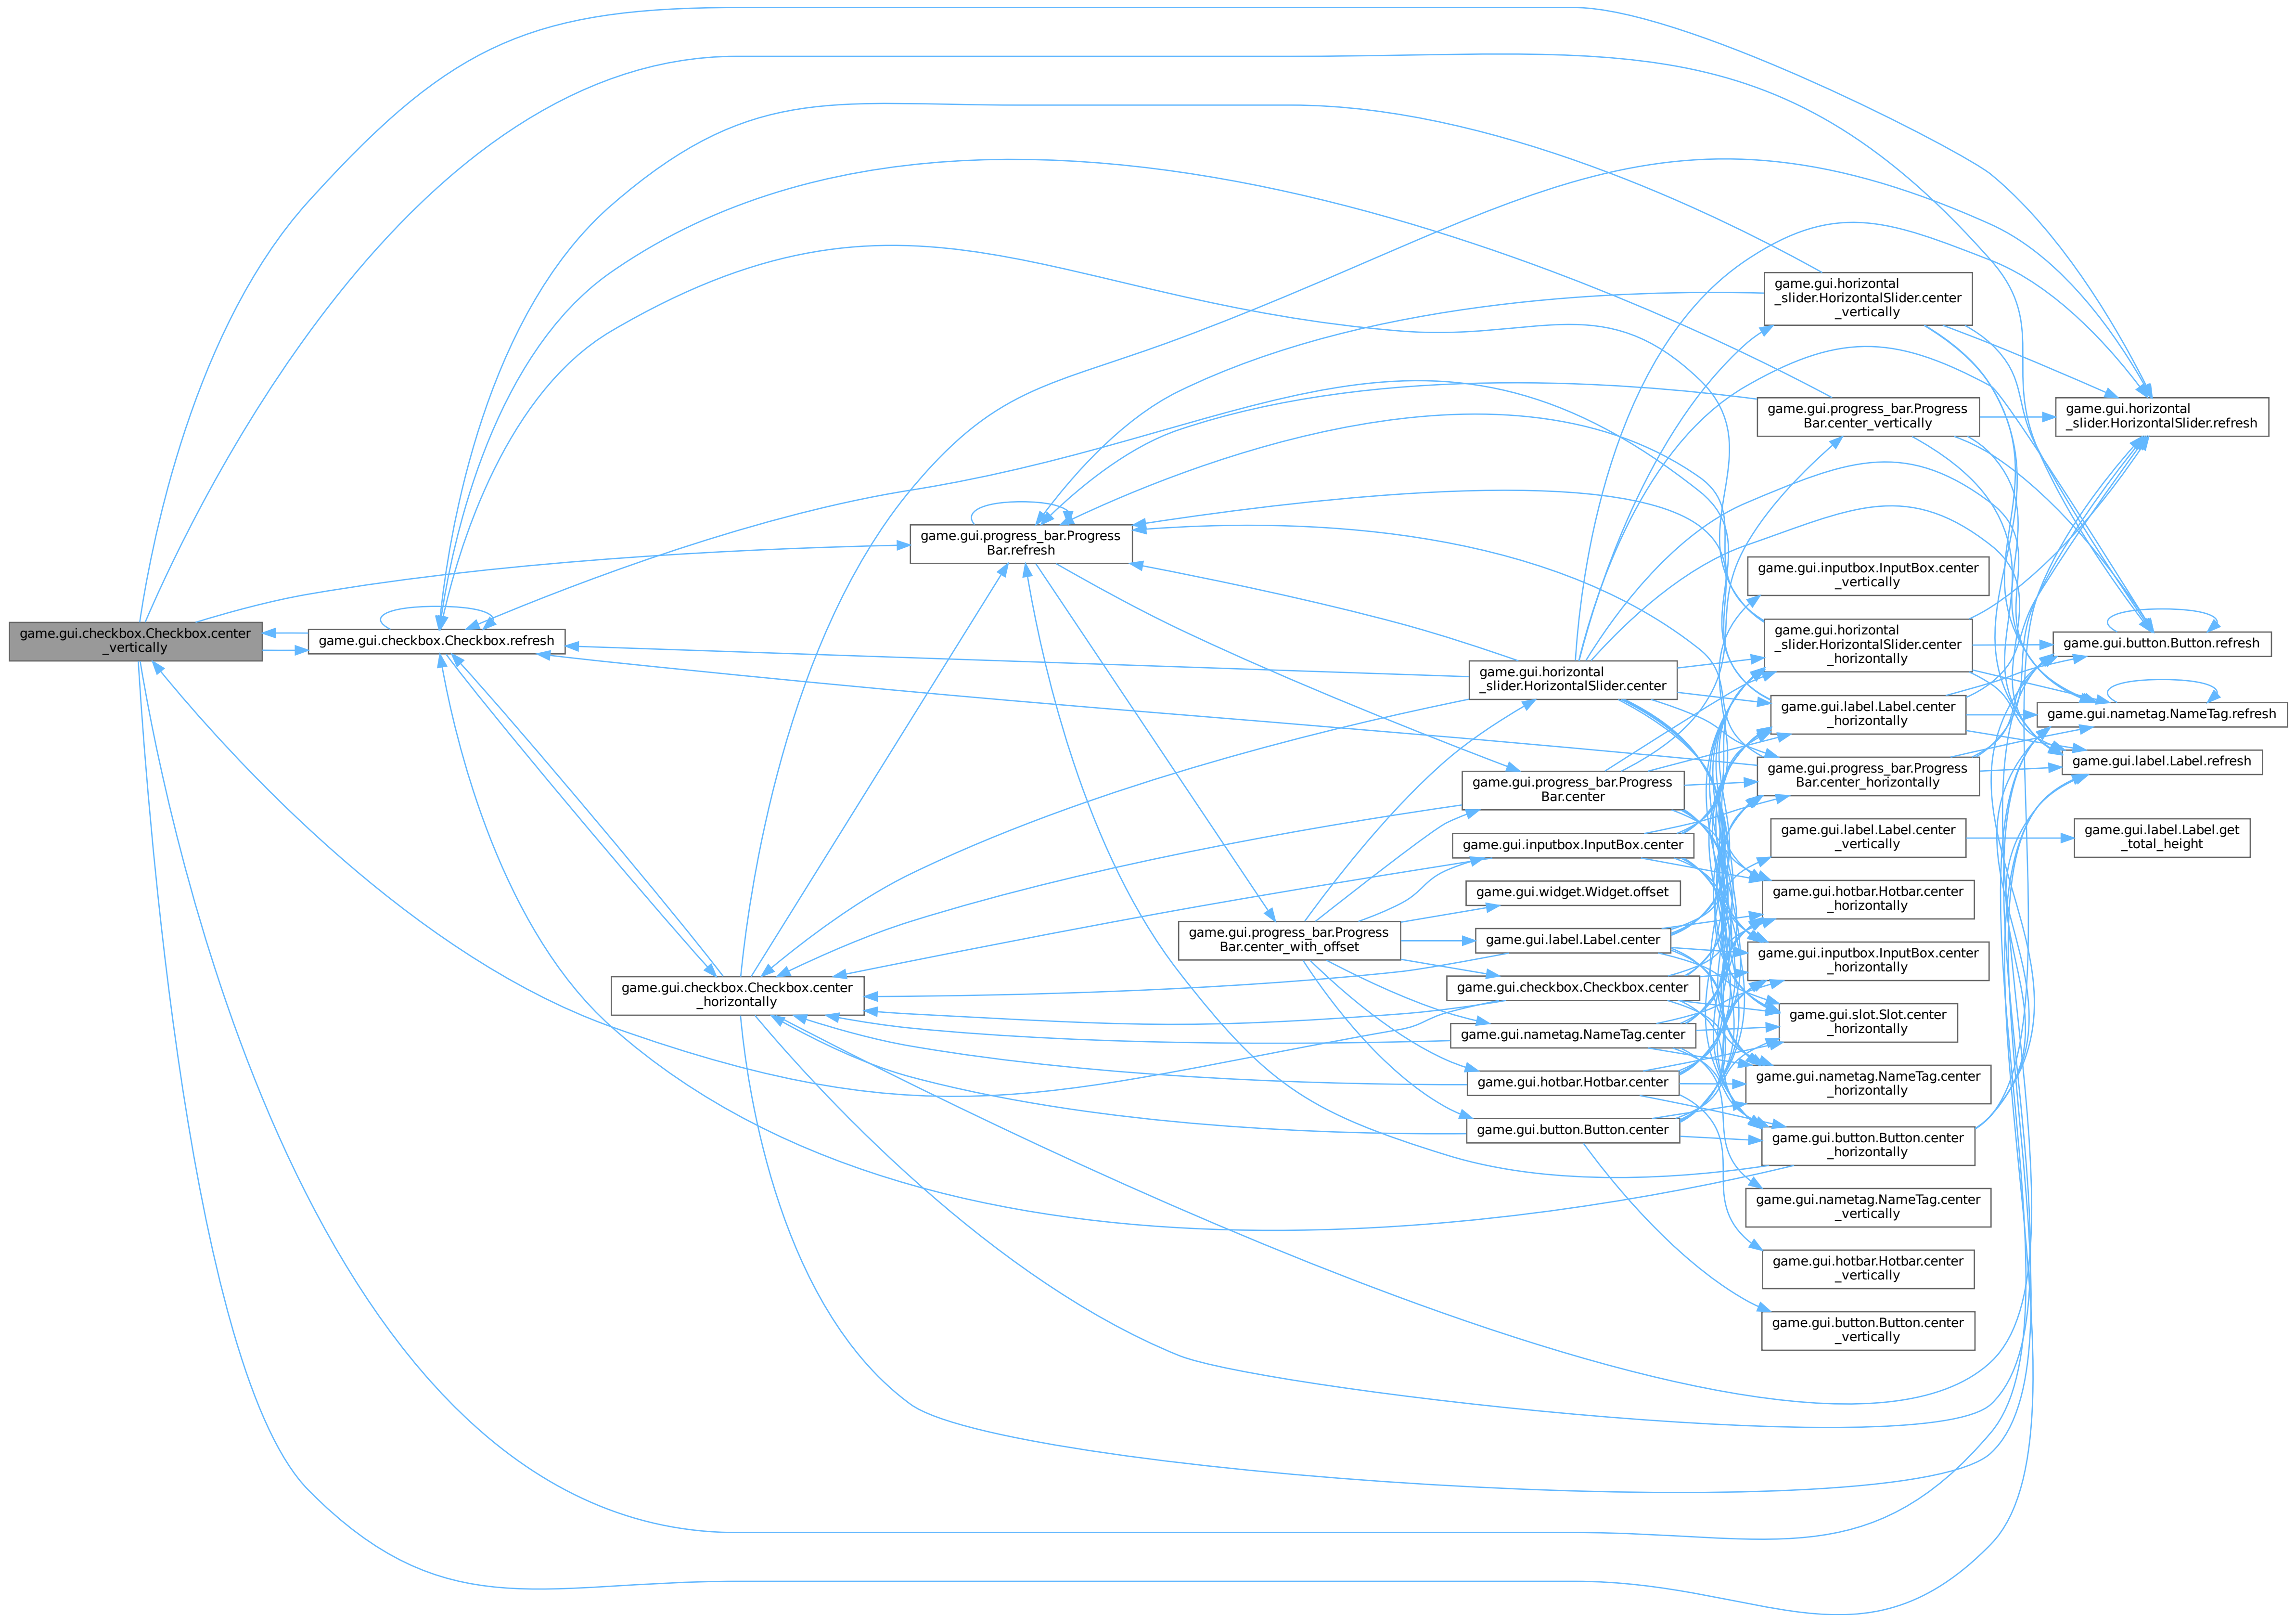 game.gui.checkbox.Checkbox.center
_vertically
game.gui.checkbox.Checkbox.refresh
game.gui.progress_bar.Progress
Bar.refresh
game.gui.checkbox.Checkbox.center
_horizontally
game.gui.progress_bar.Progress
Bar.center_with_offset
game.gui.horizontal
_slider.HorizontalSlider.center
game.gui.progress_bar.Progress
Bar.center
game.gui.inputbox.InputBox.center
game.gui.widget.Widget.offset
game.gui.label.Label.center
game.gui.checkbox.Checkbox.center
game.gui.nametag.NameTag.center
game.gui.hotbar.Hotbar.center
game.gui.button.Button.center
game.gui.horizontal
_slider.HorizontalSlider.center
_vertically
game.gui.progress_bar.Progress
Bar.center_vertically
game.gui.inputbox.InputBox.center
_vertically
game.gui.horizontal
_slider.HorizontalSlider.center
_horizontally
game.gui.label.Label.center
_horizontally
game.gui.progress_bar.Progress
Bar.center_horizontally
game.gui.label.Label.center
_vertically
game.gui.hotbar.Hotbar.center
_horizontally
game.gui.inputbox.InputBox.center
_horizontally
game.gui.slot.Slot.center
_horizontally
game.gui.nametag.NameTag.center
_horizontally
game.gui.button.Button.center
_horizontally
game.gui.nametag.NameTag.center
_vertically
game.gui.hotbar.Hotbar.center
_vertically
game.gui.button.Button.center
_vertically
game.gui.horizontal
_slider.HorizontalSlider.refresh
game.gui.button.Button.refresh
game.gui.nametag.NameTag.refresh
game.gui.label.Label.refresh
game.gui.label.Label.get
_total_height